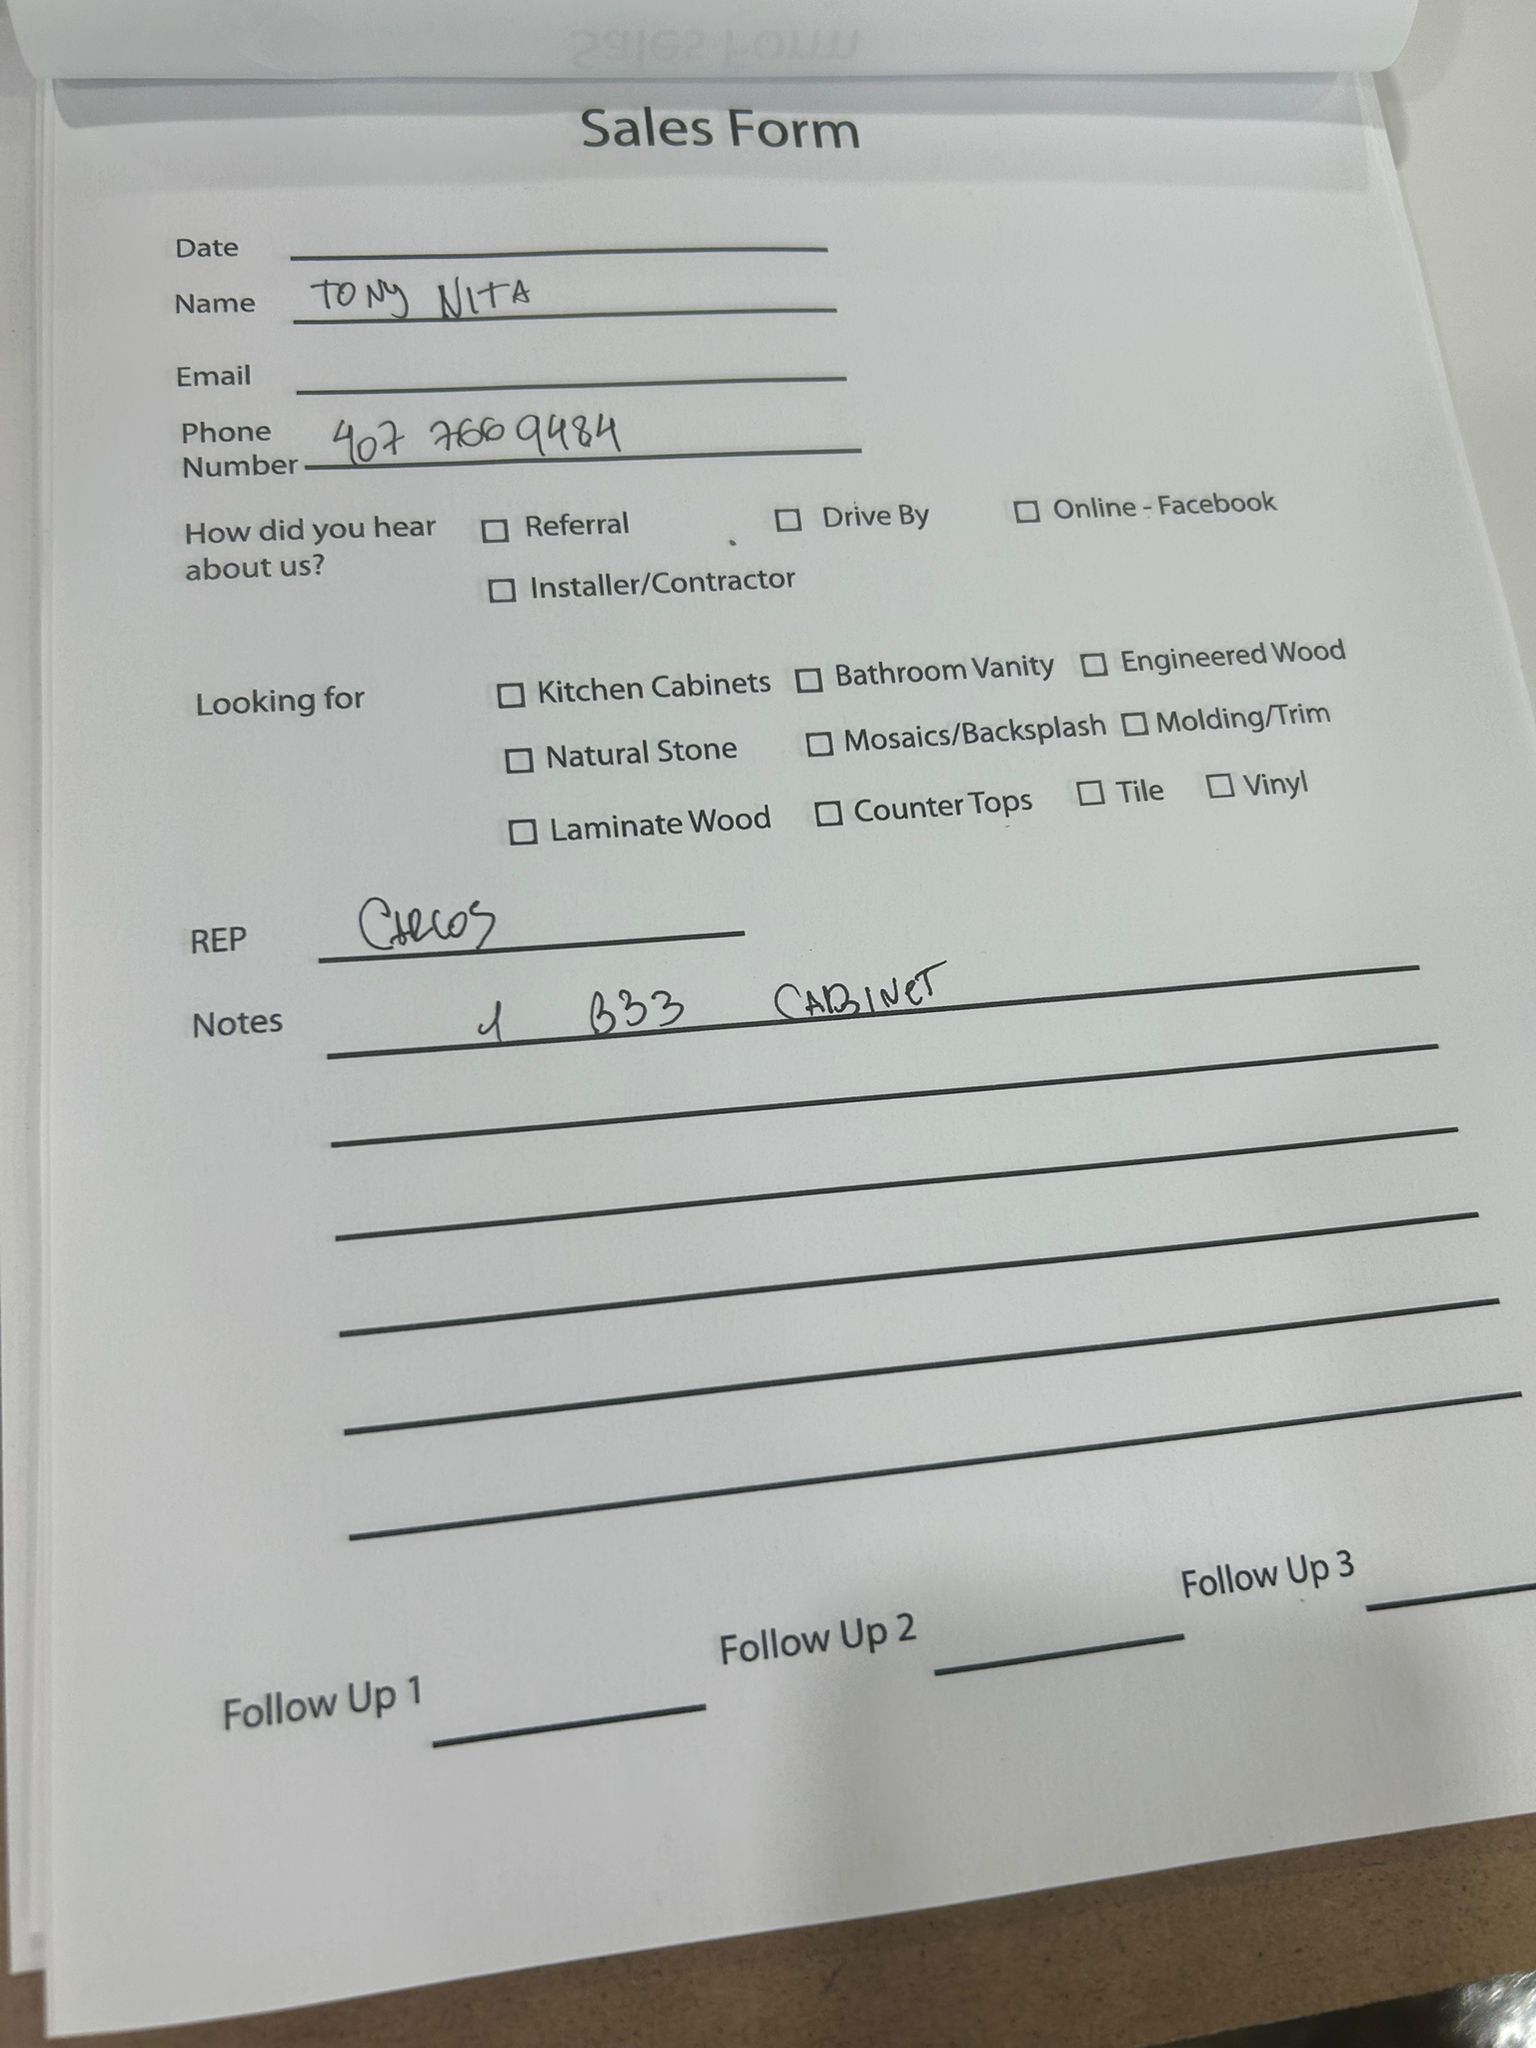 Sales Form
Date
Name TONY NITA
Email
Phone Number 407 766 9484
How did you hear about us?
☐ Referral ☐ Drive By ☐ Online - Facebook
☐ Installer/Contractor
Looking for
☐ Kitchen Cabinets ☐ Bathroom Vanity ☐ Engineered Wood
☐ Natural Stone ☐ Mosaics/Backsplash ☐ Molding/Trim
☐ Laminate Wood ☐ Counter Tops ☐ Tile ☐ Vinyl
REP CARLOS
Notes 1 B33 CABINET
Follow Up 1 Follow Up 2 Follow Up 3